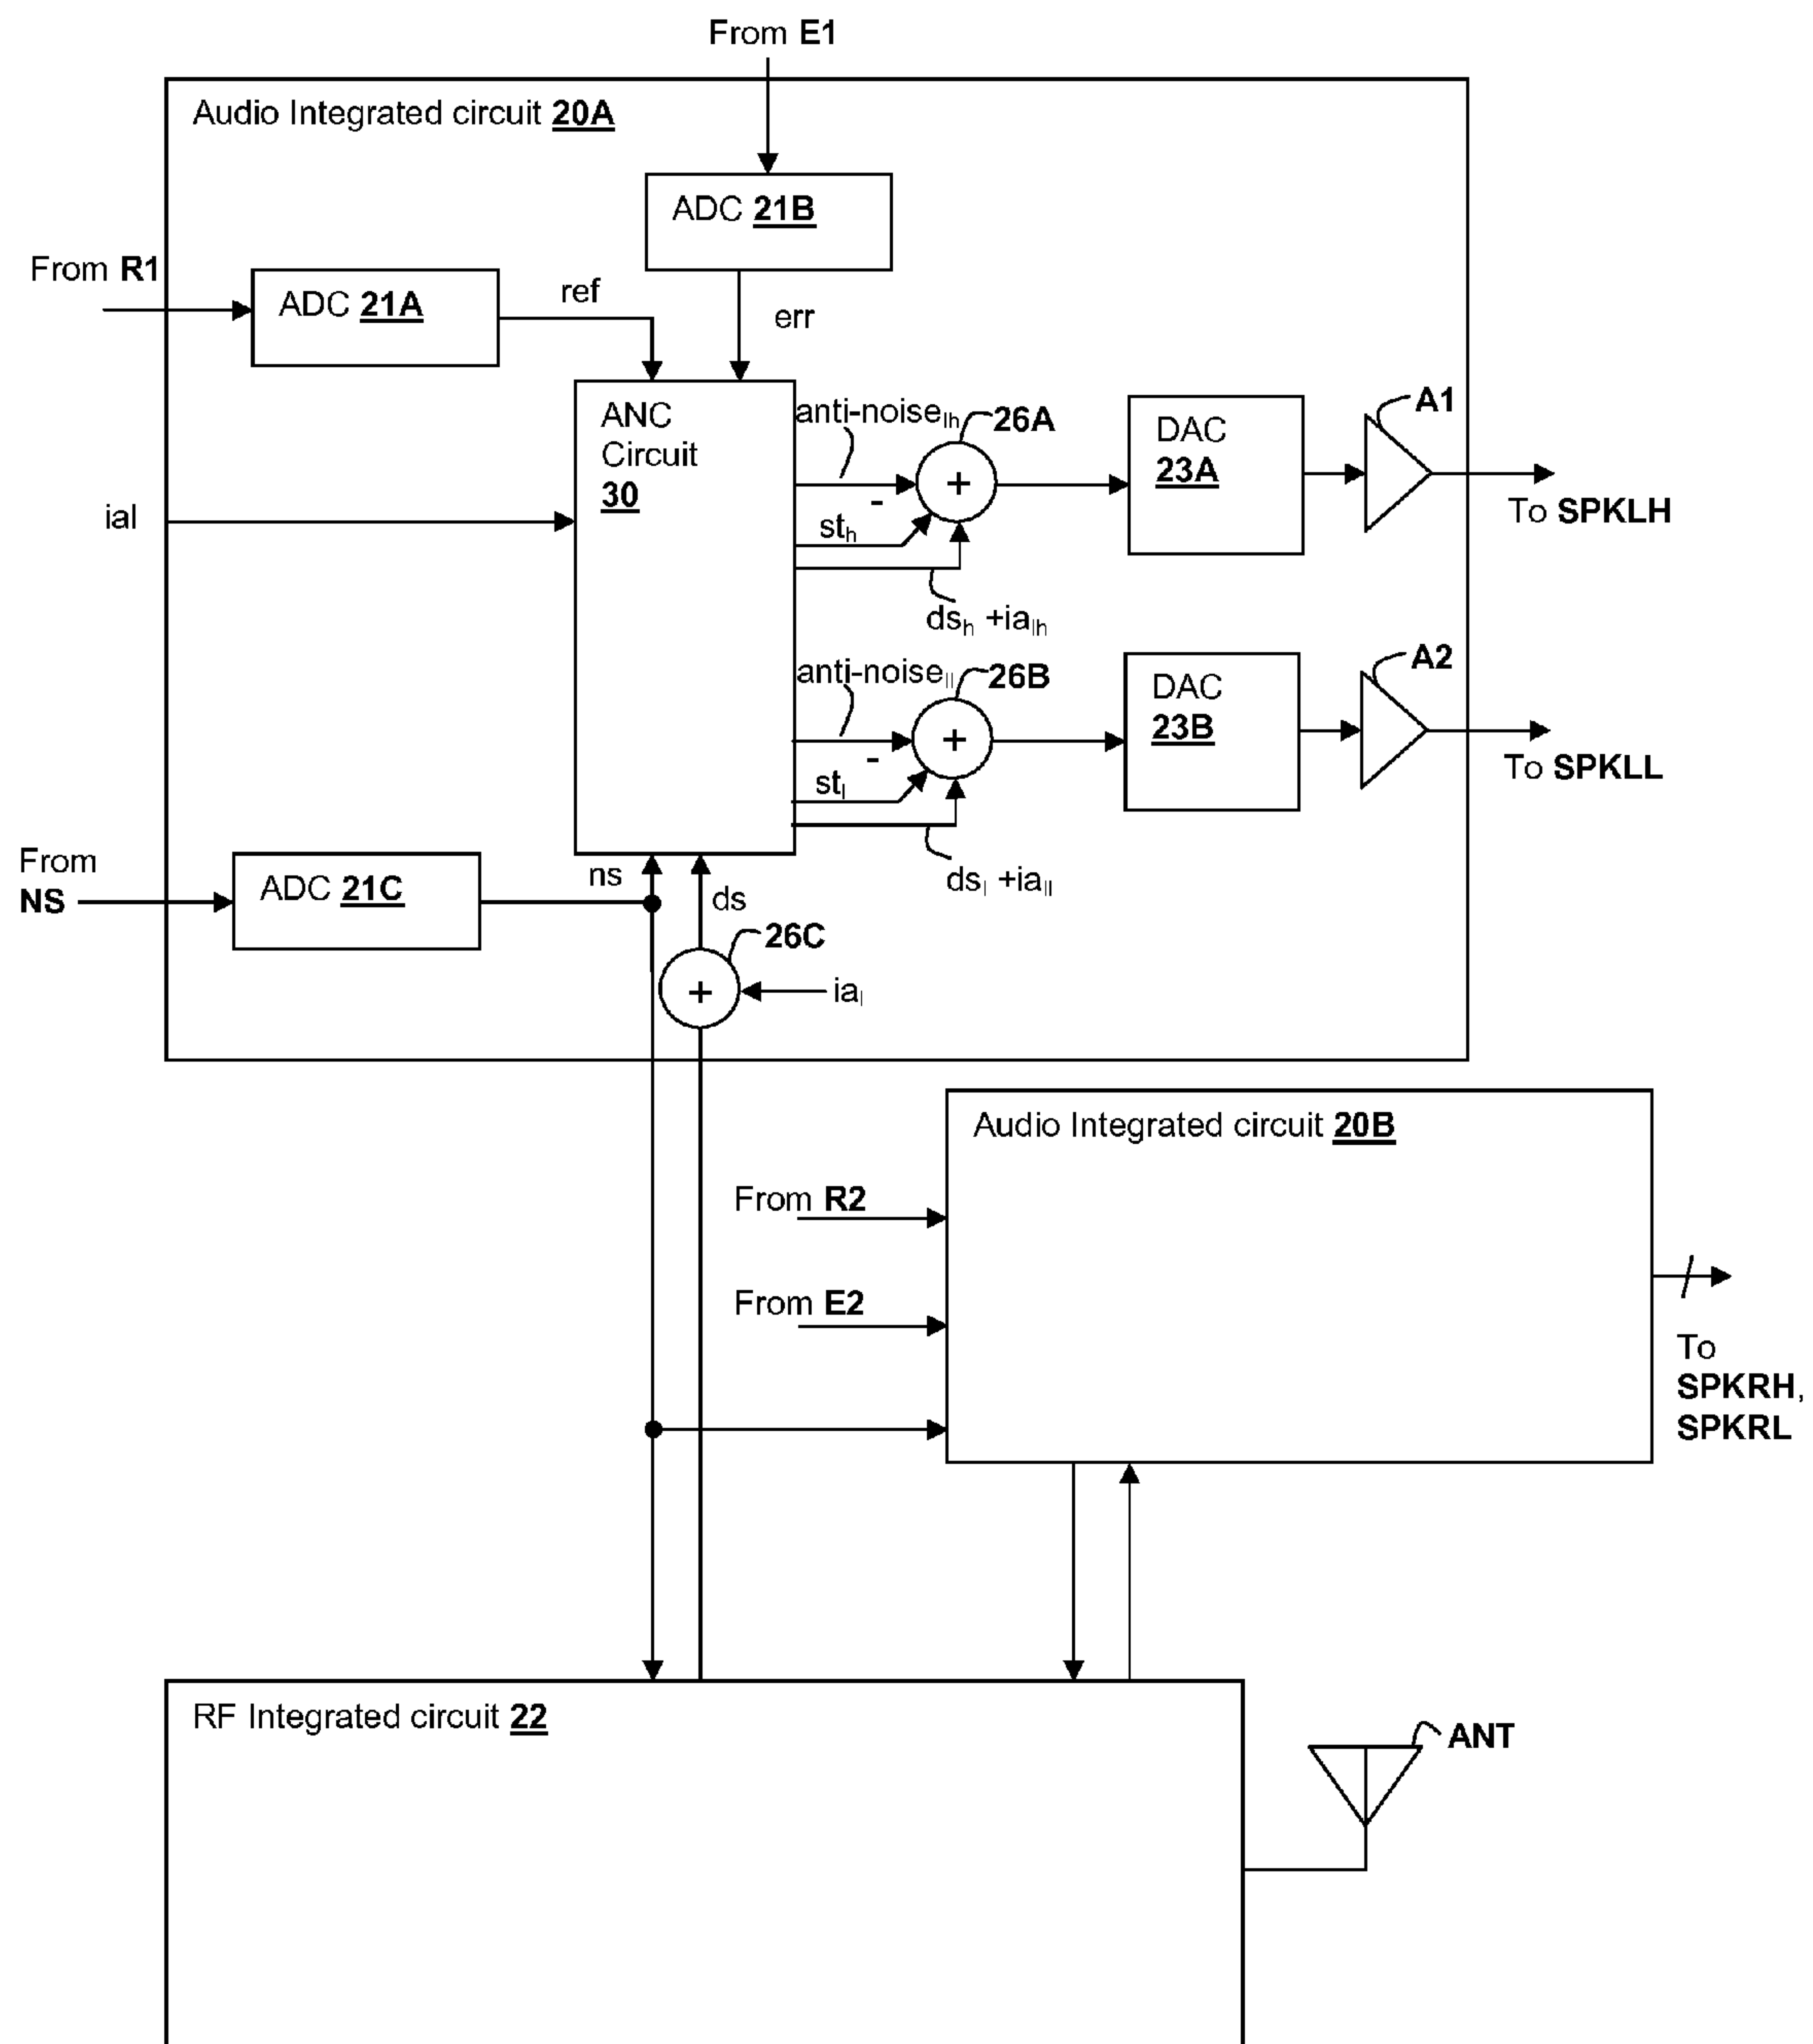 From E1
Audio Integrated circuit 20A
ADC 21B
From R1
ADC 21A
ref
err
ANC
Circuit
30
anti-noiselh
26A
DAC
23A
A1
-
+
To SPKLH
ial
sth
dsh +ialh
anti-noisell
26B
DAC
23B
A2
-
+
To SPKLL
stl
dsl +iall
From
NS
ADC 21C
ns
ds
26C
+
ial
Audio Integrated circuit 20B
From R2
From E2
To
SPKRH,
SPKRL
RF Integrated circuit 22
ANT